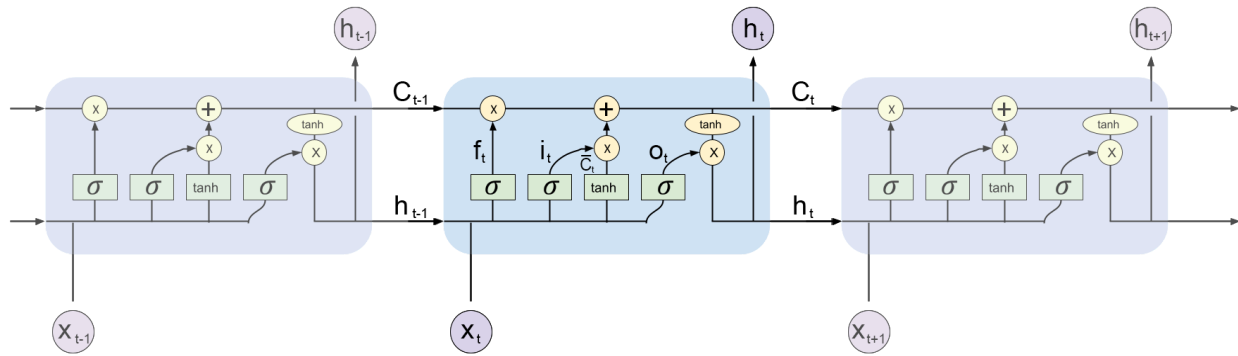 h t-1
h t
h t+1
C t-1
C t
x + tanh x
x + tanh x
x + tanh x
f t
i t
C̅ t
o t
σ σ tanh σ
σ σ tanh σ
σ σ tanh σ
h t-1
h t
x t-1
x t
x t+1